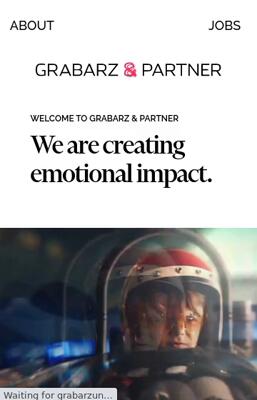 ABOUT
JOBS
GRABARZ & PARTNER
WELCOME TO GRABARZ & PARTNER
We are creating
emotional impact.
Waiting for grabarzun...